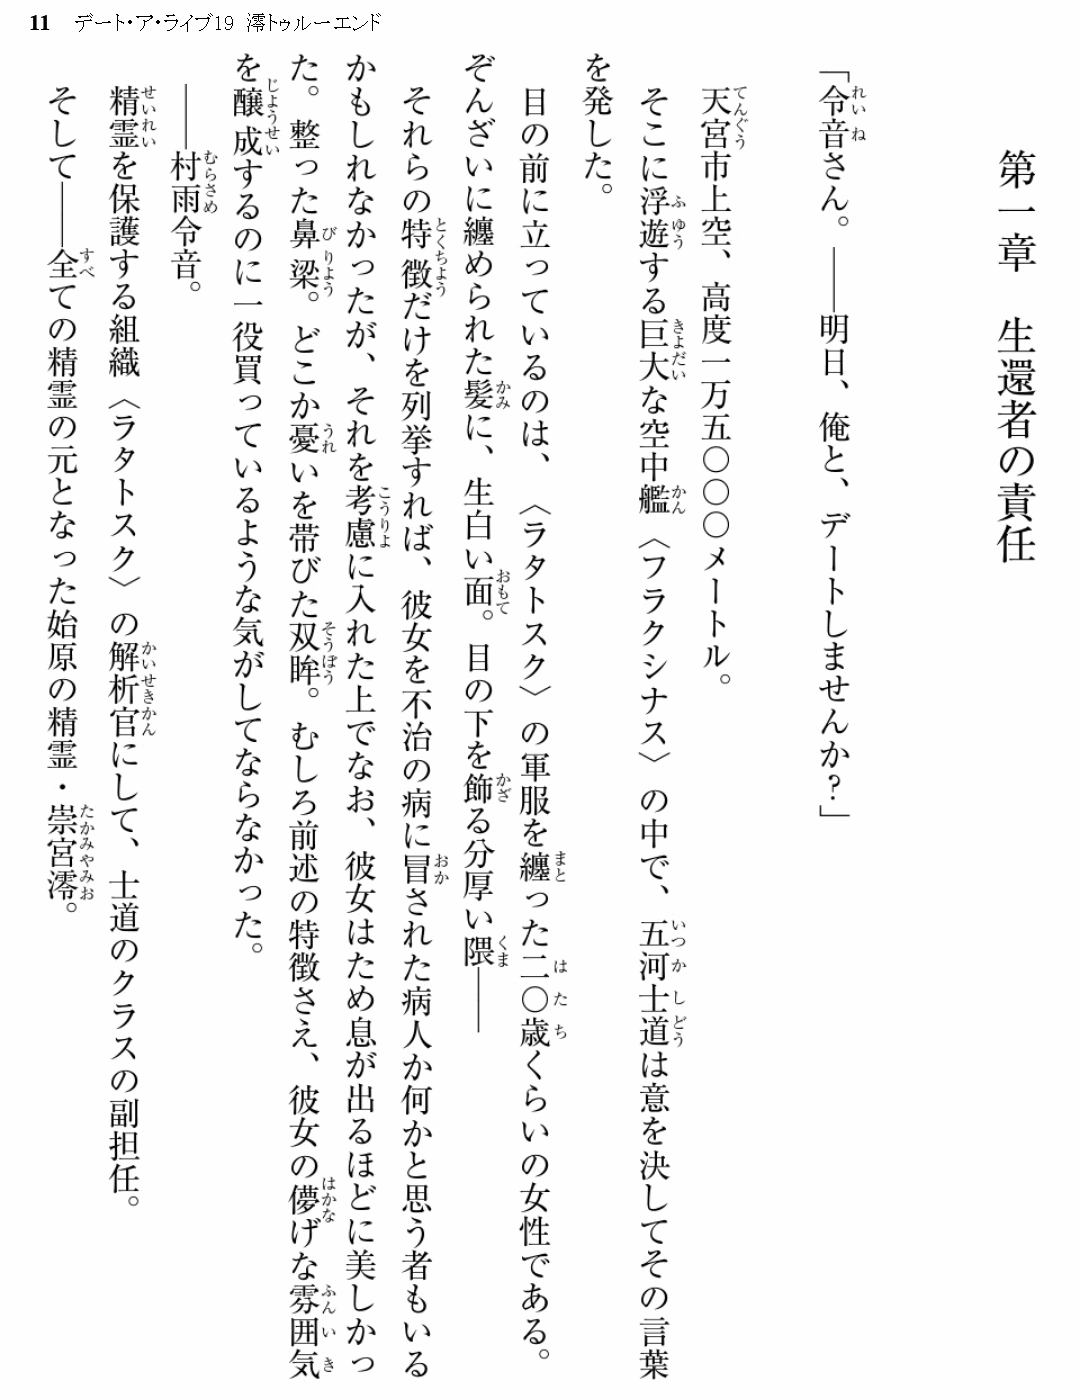 11 デート・ア・ライブ19 澪トゥルーエンド
第一章　生還者の責任
「令音さん。――明日、俺と、デートしませんか？」
天宮市上空、高度一万五〇〇〇メートル。
そこに浮遊する巨大な空中艦〈フラクシナス〉の中で、五河士道は意を決してその言葉
を発した。
目の前に立っているのは、〈ラタトスク〉の軍服を纏った二〇歳くらいの女性である。
ぞんざいに纏められた髪に、生白い面。目の下を飾る分厚い隈――
それらの特徴だけを列挙すれば、彼女を不治の病に冒された病人か何かと思う者もいる
かもしれなかったが、それを考慮に入れた上でなお、彼女はため息が出るほどに美しかっ
た。整った鼻梁。どこか憂いを帯びた双眸。むしろ前述の特徴さえ、彼女の儚げな雰囲気
を醸成するのに一役買っているような気がしてならなかった。
――村雨令音。
精霊を保護する組織〈ラタトスク〉の解析官にして、士道のクラスの副担任。
そして――全ての精霊の元となった始原の精霊・崇宮澪。